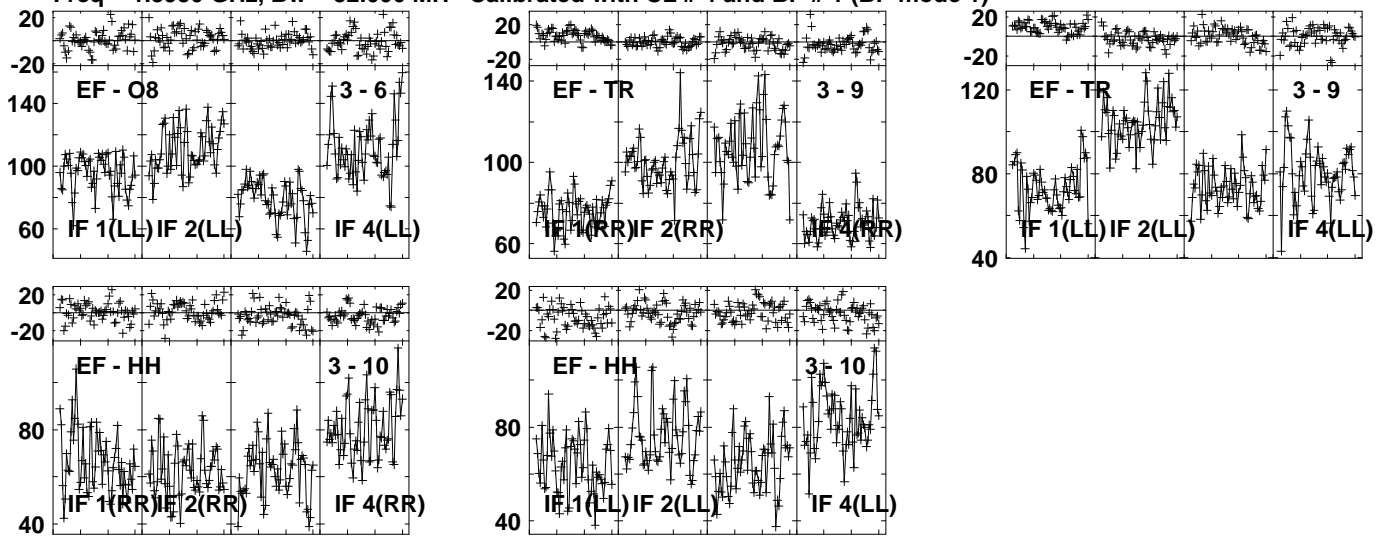 20
-20
EF - O8 3 - 6
140
100
60
IF 1(LL) IF 2(LL) IF 4(LL)
20
-20
EF - TR 3 - 9
140
100
60
IF 1(RR) IF 2(RR) IF 4(RR)
20
-20
EF - TR 3 - 9
120
80
40
IF 1(LL) IF 2(LL) IF 4(LL)
20
-20
EF - HH 3 - 10
80
40
IF 1(RR) IF 2(RR) IF 4(RR)
20
-20
EF - HH 3 - 10
80
40
IF 1(LL) IF 2(LL) IF 4(LL)